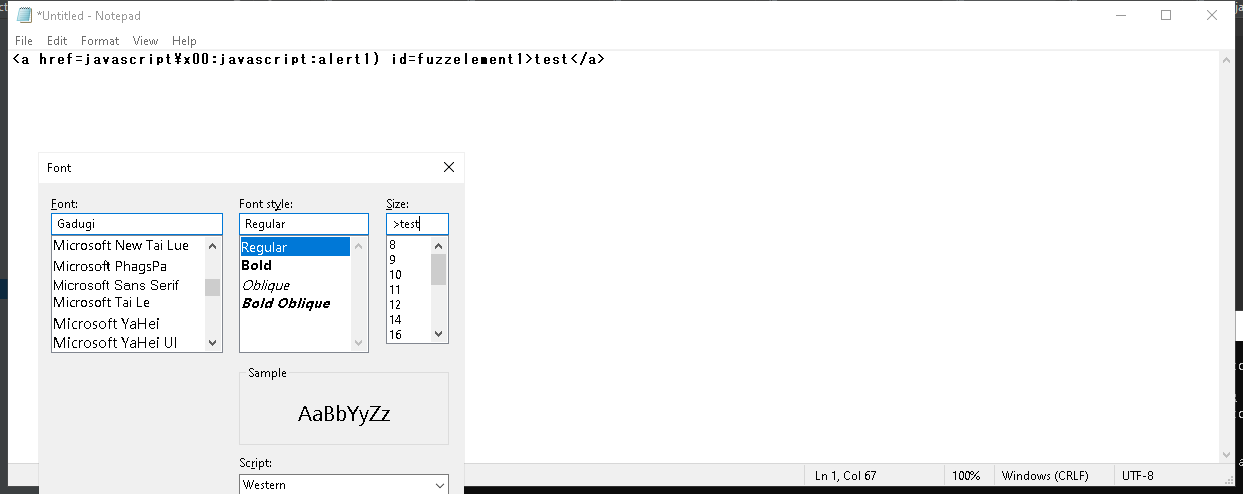 *Untitled - Notepad
File Edit Format View Help
<a href=javascript¥x00:javascript:alert1) id=fuzzelement1>test</a>
Font
Font: Font style: Size:
Gadugi Regular >test
Microsoft New Tai Lue Regular 8
Microsoft PhagsPa Bold 9
Microsoft Sans Serif Oblique 10
Microsoft Tai Le Bold Oblique 11
Microsoft YaHei 12
Microsoft YaHei UI 14
16
Sample
AaBbYyZz
Script:
Western
Ln 1, Col 67 100% Windows (CRLF) UTF-8